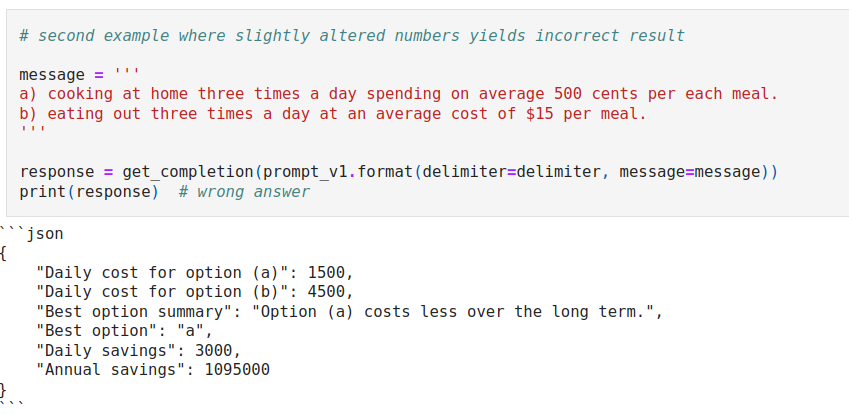 # second example where slightly altered numbers yields incorrect result
message = '''
a) cooking at home three times a day spending on average 500 cents per each meal.
b) eating out three times a day at an average cost of $15 per meal.
'''
response = get_completion(prompt_v1.format(delimiter=delimiter, message=message))
print(response)  # wrong answer
```json
{
    "Daily cost for option (a)": 1500,
    "Daily cost for option (b)": 4500,
    "Best option summary": "Option (a) costs less over the long term.",
    "Best option": "a",
    "Daily savings": 3000,
    "Annual savings": 1095000
}
```